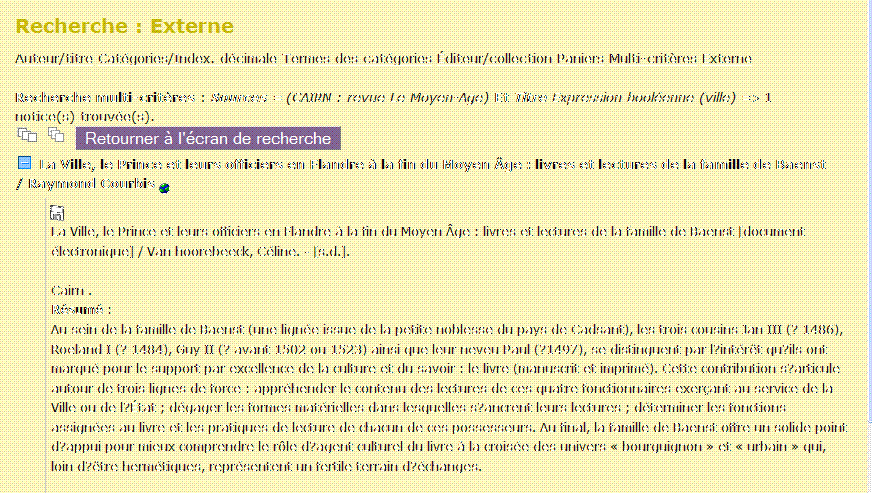 Recherche : Externe
Auteur/titre Catégories/Index. décimale Termes des catégories Éditeur/collection Paniers Multi-critères Externe
Recherche multi-critères : Sources = (CAIRN : revue Le Moyen-Age) Et Titre Expression booléenne (ville) => 1
notice(s) trouvée(s).
Retourner à l'écran de recherche
La Ville, le Prince et leurs officiers en Flandre à la fin du Moyen Âge : livres et lectures de la famille de Baenst
/ Raymond Courbis
La Ville, le Prince et leurs officiers en Flandre à la fin du Moyen Âge : livres et lectures de la famille de Baenst [document
électronique] / Van hoorebeeck, Céline. - [s.d.].
Cairn .
Résumé :
Au sein de la famille de Baenst (une lignée issue de la petite noblesse du pays de Cadsant), les trois cousins Jan III (? 1486),
Roeland I (? 1484), Guy II (? avant 1502 ou 1523) ainsi que leur neveu Paul (?1497), se distinguent par l?intérêt qu?ils ont
marqué pour le support par excellence de la culture et du savoir : le livre (manuscrit et imprimé). Cette contribution s?articule
autour de trois lignes de force : appréhender le contenu des lectures de ces quatre fonctionnaires exerçant au service de la
Ville ou de l?État ; dégager les formes matérielles dans lesquelles s?ancrent leurs lectures ; déterminer les fonctions
assignées au livre et les pratiques de lecture de chacun de ces possesseurs. Au final, la famille de Baenst offre un solide point
d?appui pour mieux comprendre le rôle d?agent culturel du livre à la croisée des univers « bourguignon » et « urbain » qui,
loin d?être hermétiques, représentent un fertile terrain d?échanges.